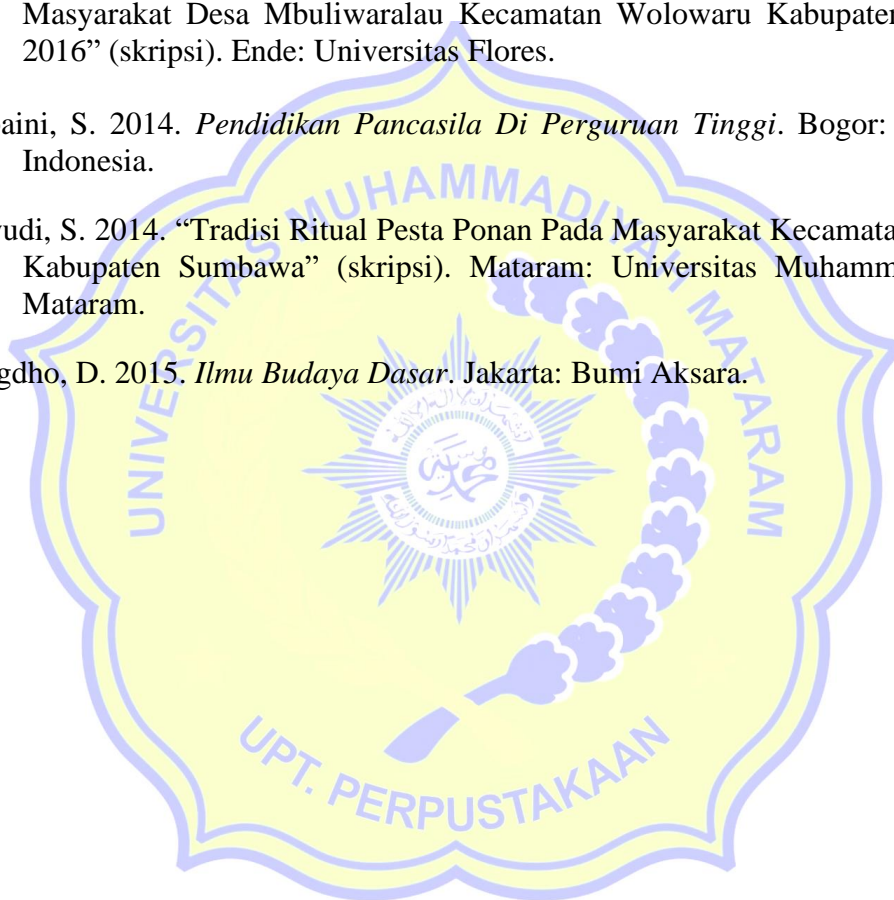 Masyarakat Desa Mbuliwaralau Kecamatan Wolowaru Kabupaten
2016” (skripsi). Ende: Universitas Flores.
aini, S. 2014. Pendidikan Pancasila Di Perguruan Tinggi. Bogor:
Indonesia.
udi, S. 2014. “Tradisi Ritual Pesta Ponan Pada Masyarakat Kecamata
Kabupaten Sumbawa” (skripsi). Mataram: Universitas Muhamm
Mataram.
gdho, D. 2015. Ilmu Budaya Dasar. Jakarta: Bumi Aksara.
UNIVERSITAS MUHAMMADIYAH MATARAM
UPT. PERPUSTAKAAN